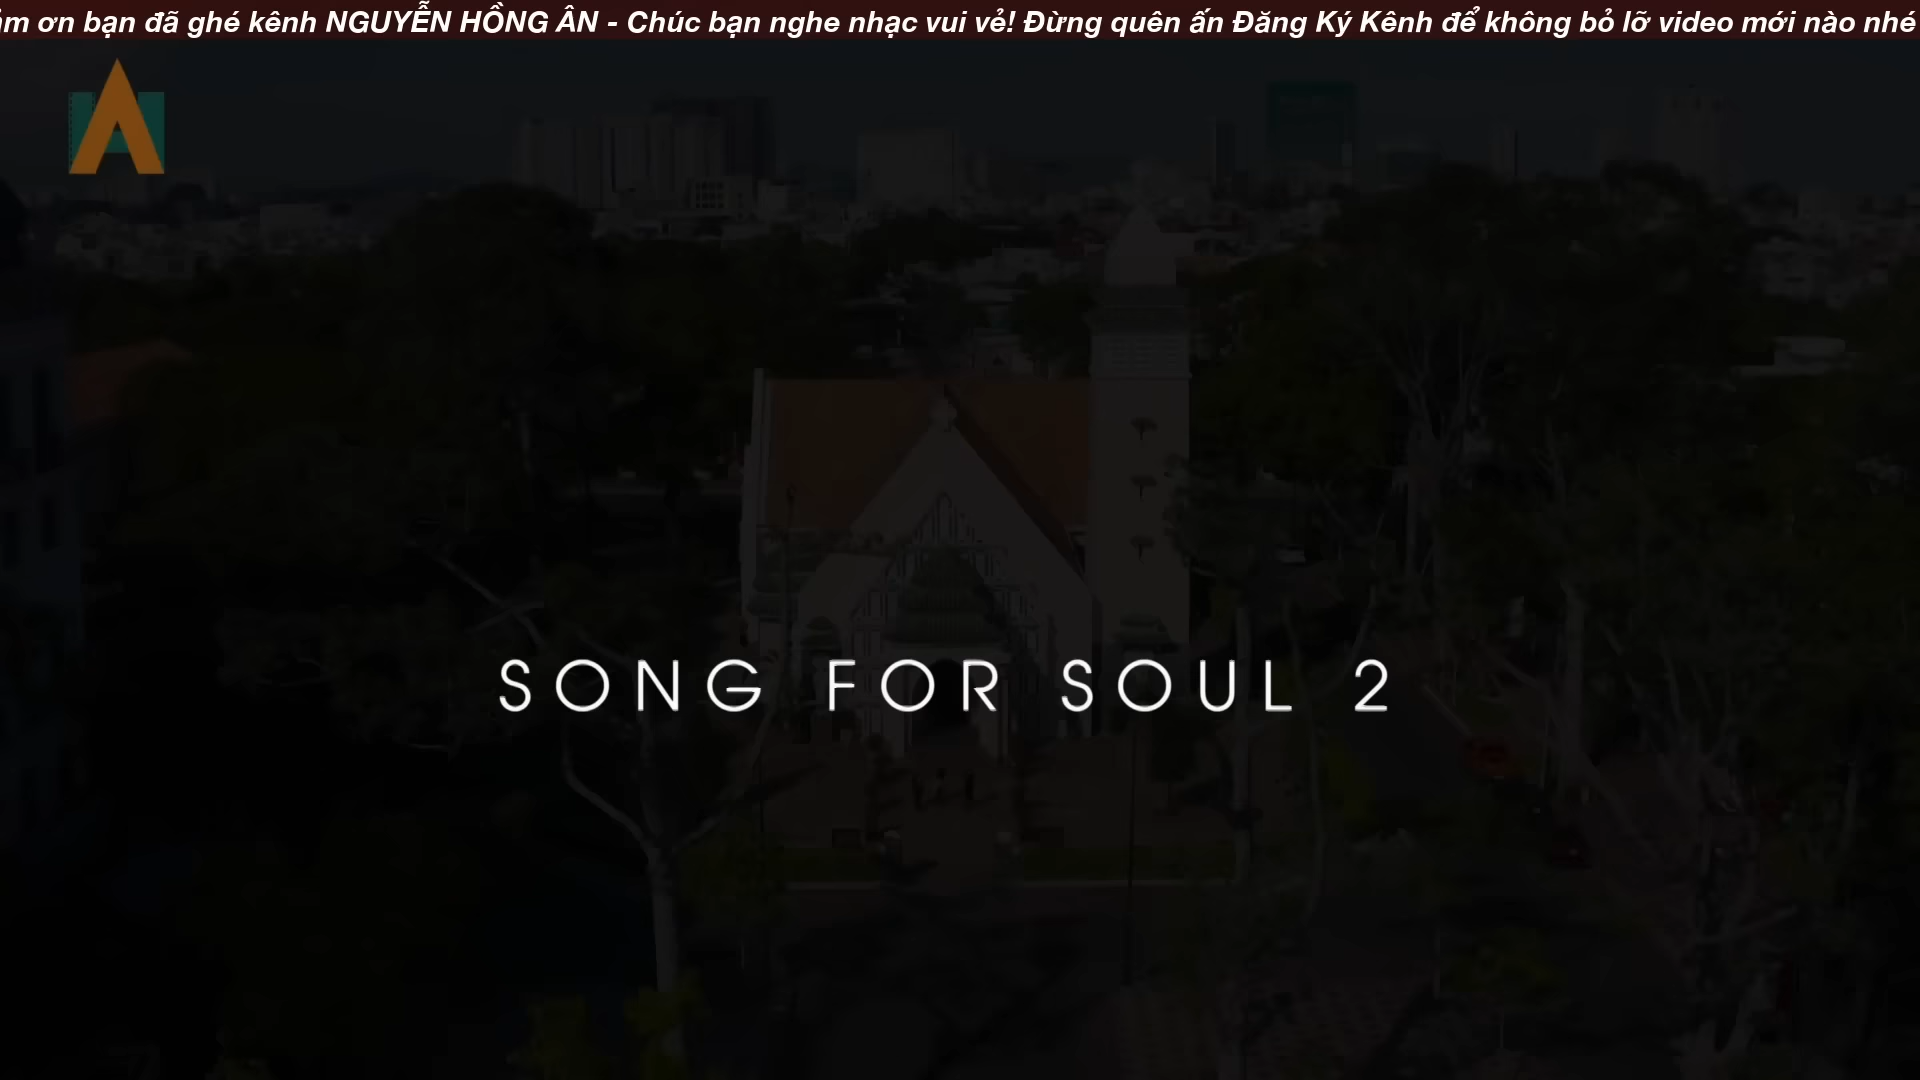 ơn bạn đã ghé kênh NGUYỄN HỒNG ÂN - Chúc bạn nghe nhạc vui vẻ! Đừng quên ấn Đăng Ký Kênh để không bỏ lỡ video mới nào nhé
SONG FOR SOUL 2